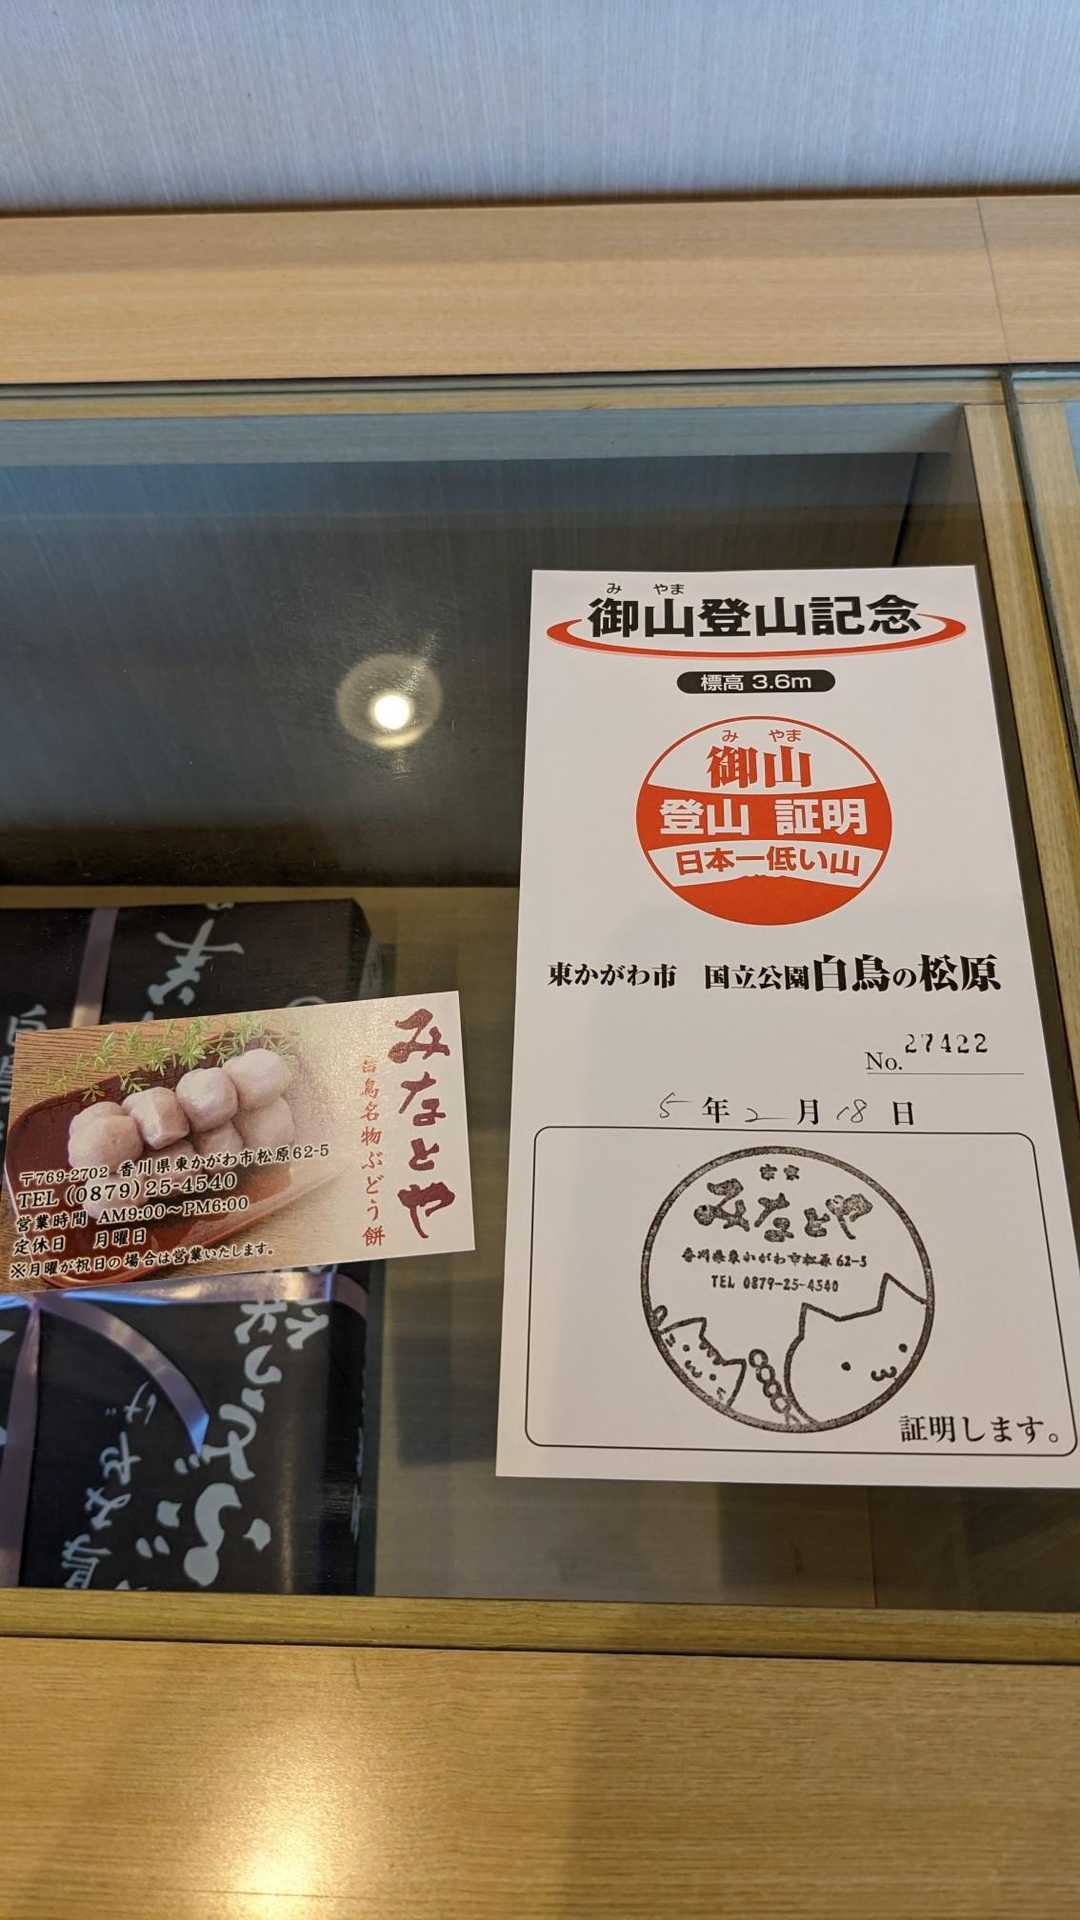 みやま
御山登山記念
標高 3.6m
みやま
御山
登山 証明
日本一低い山
東かがわ市 国立公園白鳥の松原
No.27422
5年2月18日
みなとや
香川県東かがわ市松原62-5
TEL 0879-25-4540
証明します。
みなとや
白鳥名物ぶどう餅
〒769-2702 香川県東かがわ市松原62-5
TEL(0879)25-4540
営業時間 AM9:00〜PM6:00
定休日 月曜日
※月曜が祝日の場合は営業いたします。